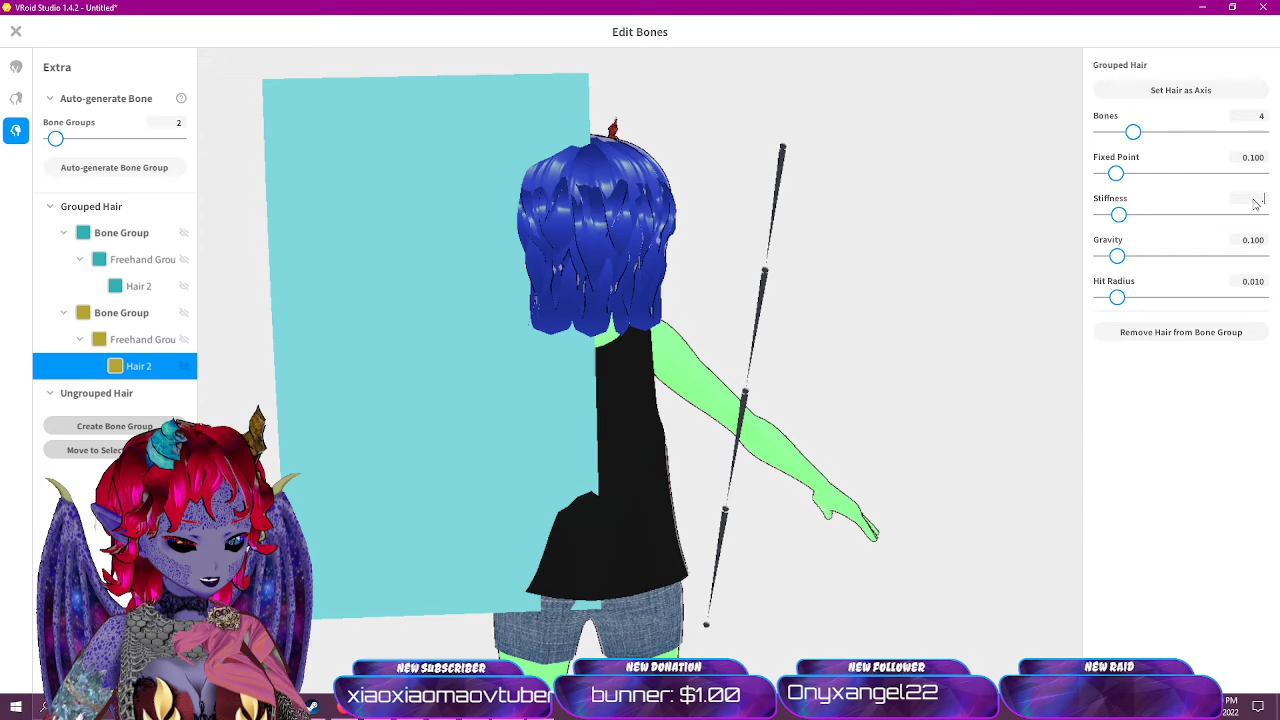 VRoid Studio 1.4.2 - Untitled*
Edit Bones
Extra
Auto-generate Bone
Bone Groups 2
Auto-generate Bone Group
Grouped Hair
Bone Group
Freehand Grou
Hair 2
Bone Group
Freehand Grou
Hair 2
Ungrouped Hair
Create Bone Group
Move to Selec
Grouped Hair
Set Hair as Axis
Bones 4
Fixed Point 0.100
Stiffness
Gravity 0.100
Hit Radius 0.010
Remove Hair from Bone Group
NEW SUBSCRIBER
NEW DONATION
NEW FOLLOWER
NEW RAID
xiaoxiaomaovtuber
bunner: $1.00
Onyxangel22
PM
2022